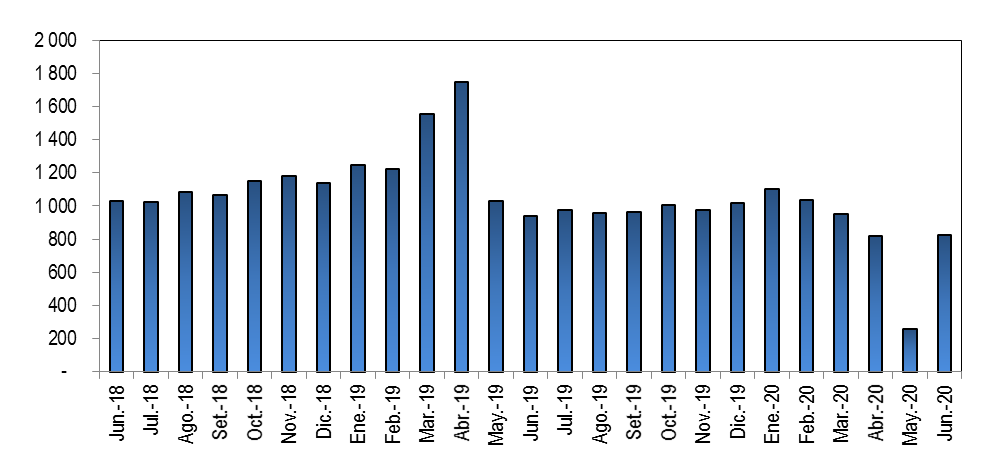 2 000
1 800
1 600
1 400
1 200
1 000
800
600
400
200
-
Jun.-18
Jul.-18
Ago.-18
Set.-18
Oct.-18
Nov.-18
Dic.-18
Ene.-19
Feb.-19
Mar.-19
Abr.-19
May.-19
Jun.-19
Jul.-19
Ago.-19
Set.-19
Oct.-19
Nov.-19
Dic.-19
Ene.-20
Feb.-20
Mar.-20
Abr.-20
May.-20
Jun.-20